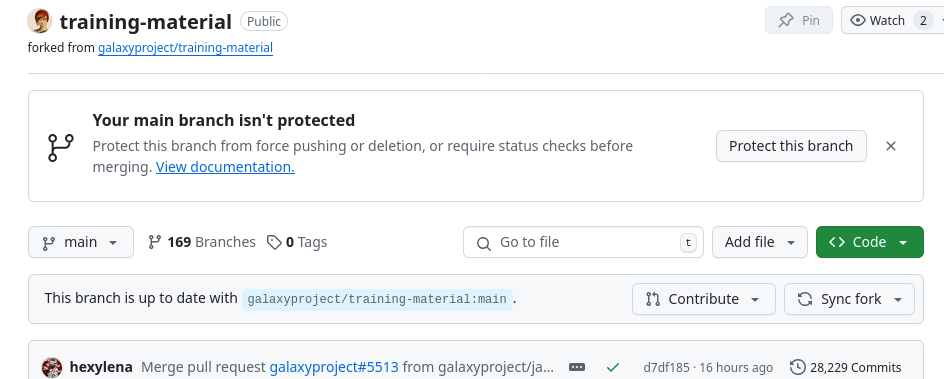 training-material Public Pin Watch 2
forked from galaxyproject/training-material
Your main branch isn't protected
Protect this branch from force pushing or deletion, or require status checks before
merging. View documentation.
Protect this branch
main 169 Branches 0 Tags Go to file t Add file Code
This branch is up to date with galaxyproject/training-material:main. Contribute Sync fork
hexylena Merge pull request galaxyproject#5513 from galaxyproject/ja... d7df185 · 16 hours ago 28,229 Commits